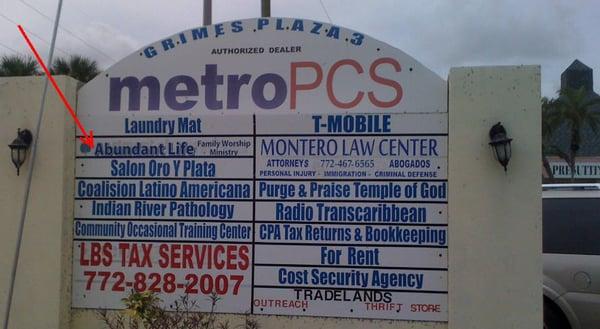 GRIMES PLAZA 3
AUTHORIZED DEALER
metroPCS
Laundry Mat
Abundant Life Family Worship Ministry
Salon Oro Y Plata
Coalision Latino Americana
Indian River Pathology
Community Occasional Training Center
LBS TAX SERVICES
772-828-2007
T-MOBILE
MONTERO LAW CENTER
ATTORNEYS 772-467-6565 ABOGADOS
PERSONAL INJURY - IMMIGRATION - CRIMINAL DEFENSE
Purge & Praise Temple of God
Radio Transcaribbean
CPA Tax Returns & Bookkeeping
For Rent
Cost Security Agency
TRADELANDS
OUTREACH THRIFT STORE